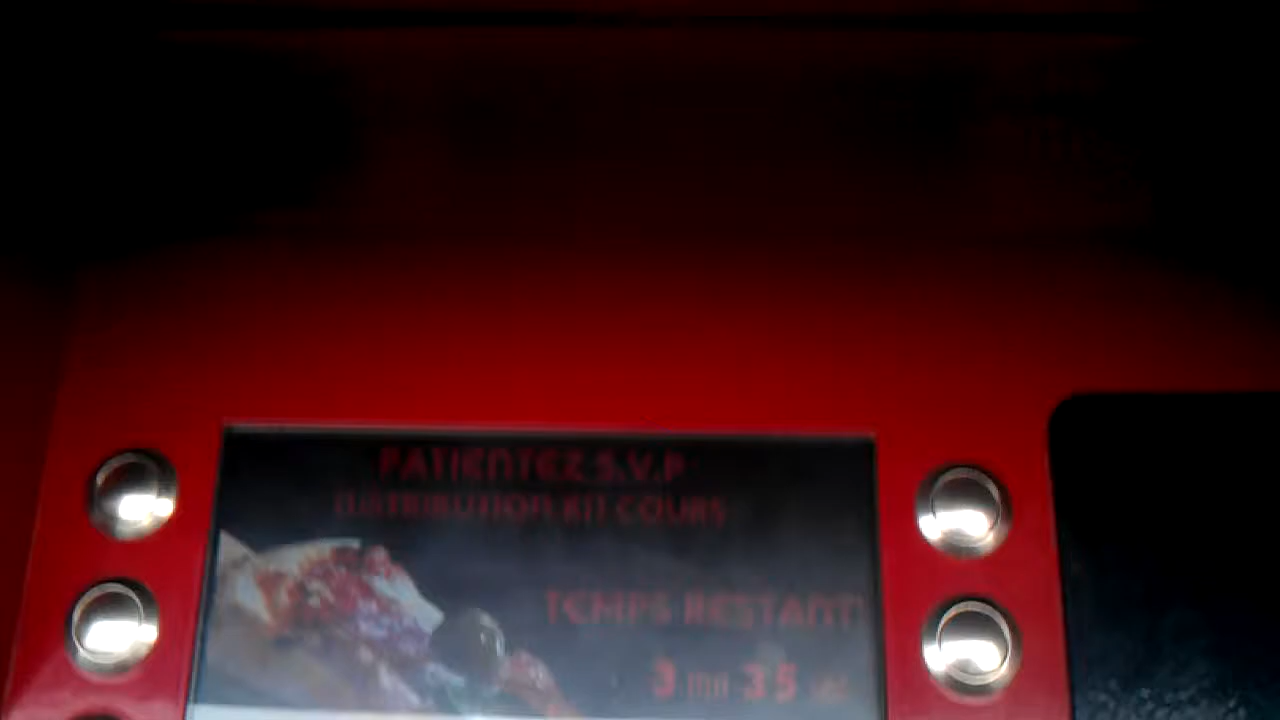 PATIENTEZ S.V.P
DISTRIBUTION KIT COURS
TEMPS RESTANT
3 mn 35 sec